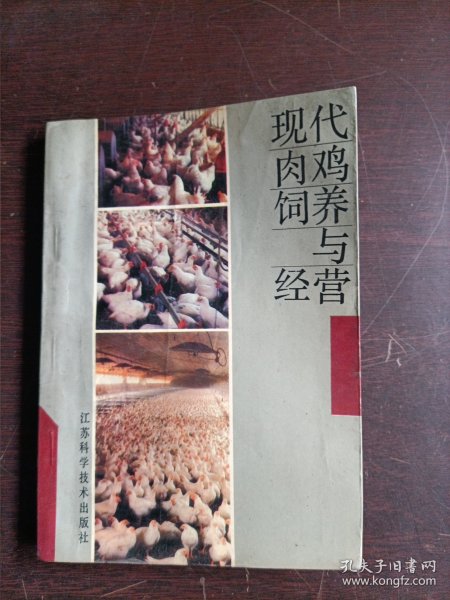 现代
肉鸡
饲养
与
经营
江苏科学技术出版社
孔夫子旧书网
www.kongfz.com